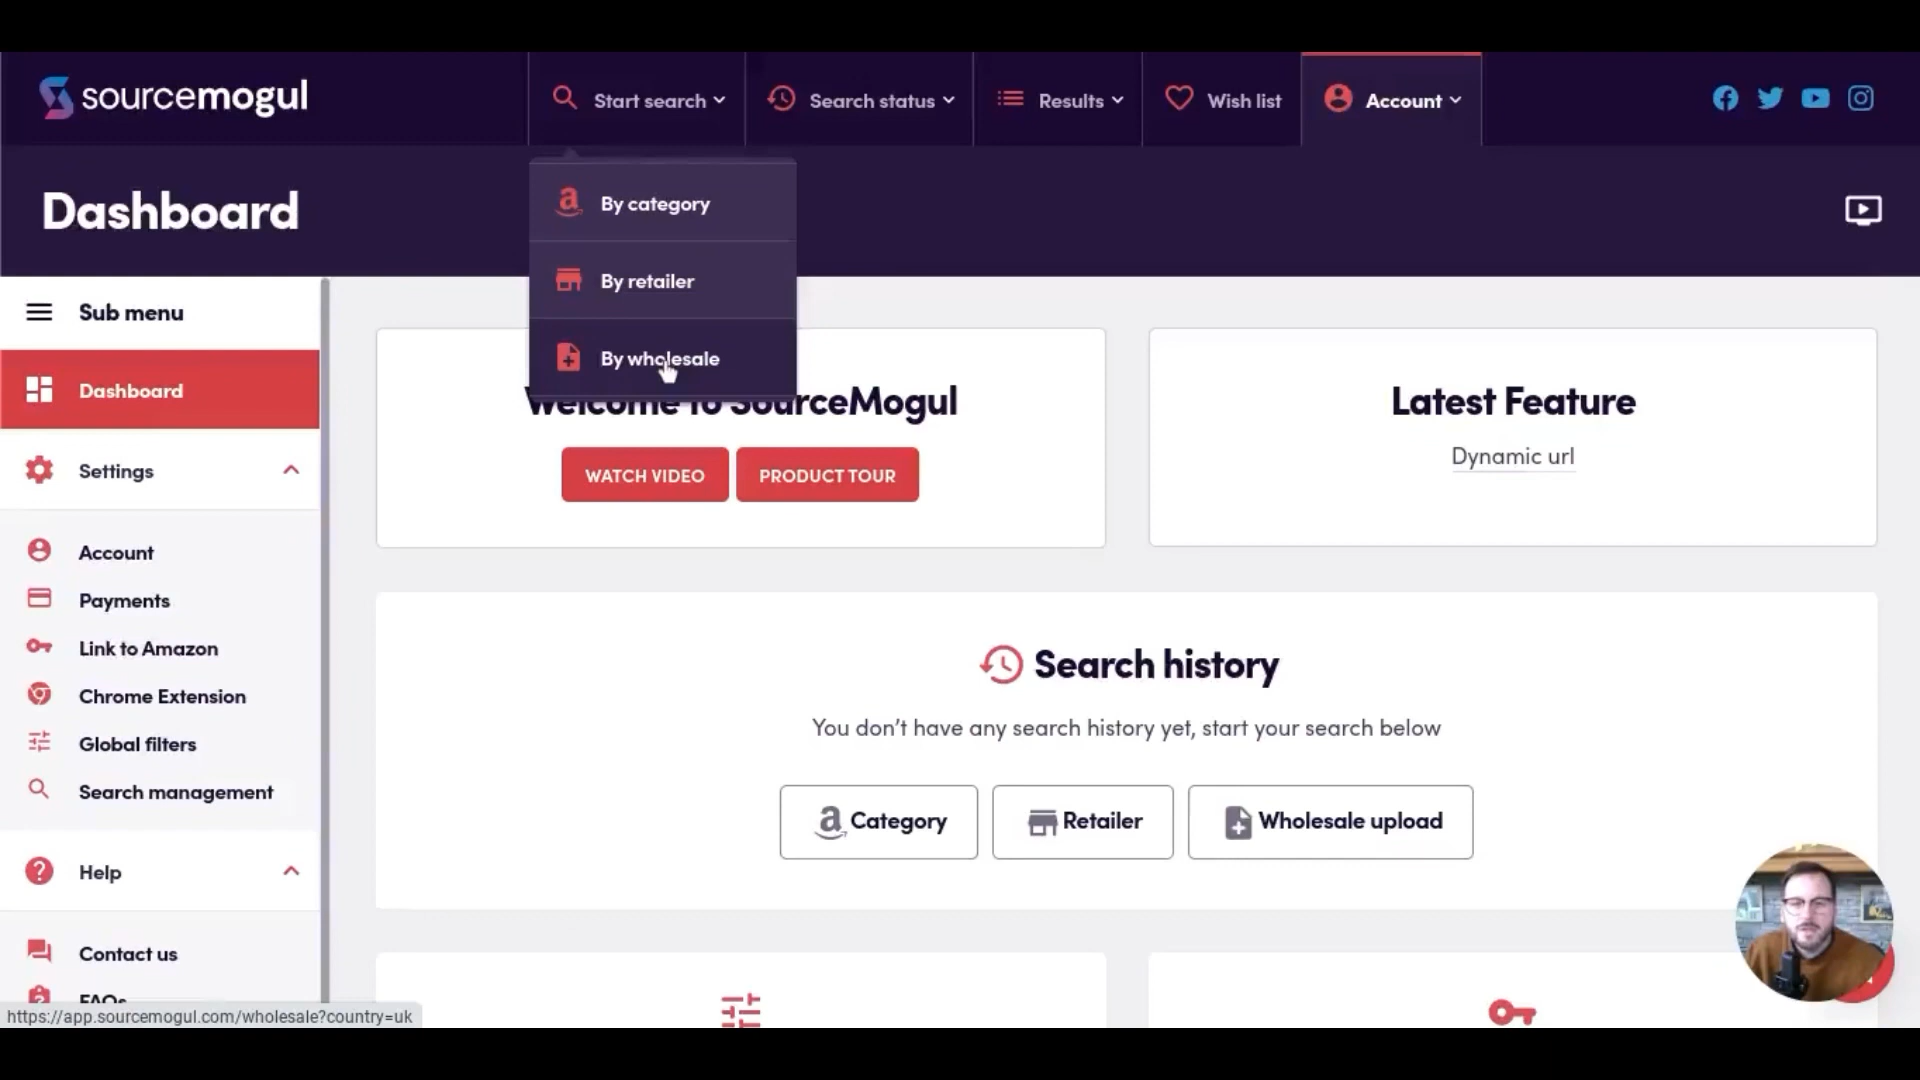 sourcemogul
Start search
Search status
Results
Wish list
Account
Dashboard
By category
By retailer
By wholesale
Sub menu
Dashboard
Settings
Account
Payments
Link to Amazon
Chrome Extension
Global filters
Search management
Help
Contact us
FAQs
Welcome to SourceMogul
WATCH VIDEO
PRODUCT TOUR
Latest Feature
Dynamic url
Search history
You don't have any search history yet, start your search below
Category
Retailer
Wholesale upload
https://app.sourcemogul.com/wholesale?country=uk